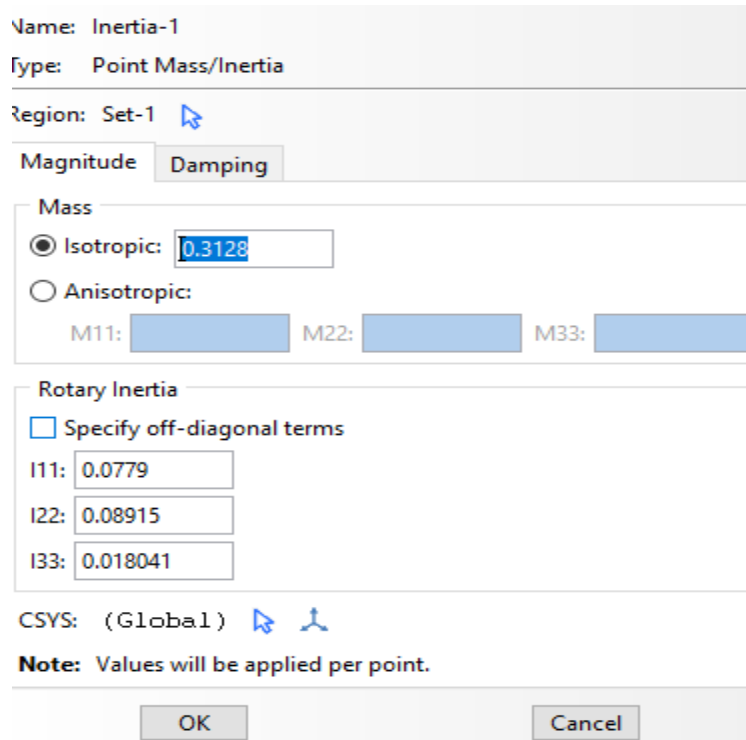 Name: Inertia-1
Type: Point Mass/Inertia
Region: Set-1
Magnitude Damping
Mass
Isotropic: 0.3128
Anisotropic:
M11: M22: M33:
Rotary Inertia
Specify off-diagonal terms
I11: 0.0779
I22: 0.08915
I33: 0.018041
CSYS: (Global)
Note: Values will be applied per point.
OK Cancel